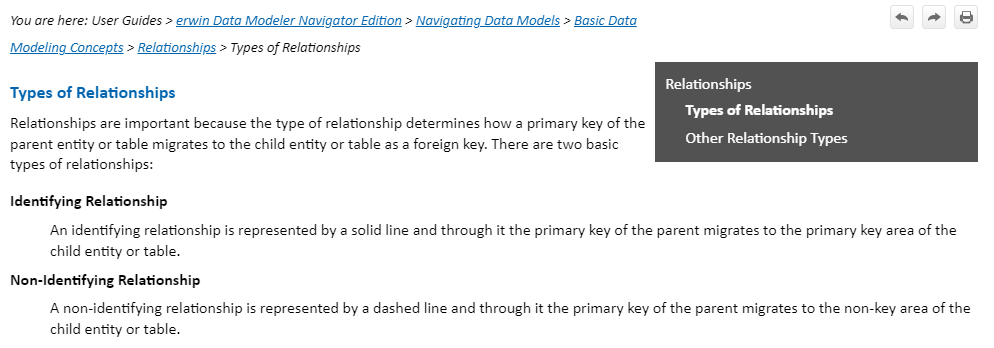 You are here: User Guides > erwin Data Modeler Navigator Edition > Navigating Data Models > Basic Data
Modeling Concepts > Relationships > Types of Relationships
Relationships
Types of Relationships
Other Relationship Types
Types of Relationships
Relationships are important because the type of relationship determines how a primary key of the
parent entity or table migrates to the child entity or table as a foreign key. There are two basic
types of relationships:
Identifying Relationship
An identifying relationship is represented by a solid line and through it the primary key of the parent migrates to the primary key area of the
child entity or table.
Non-Identifying Relationship
A non-identifying relationship is represented by a dashed line and through it the primary key of the parent migrates to the non-key area of the
child entity or table.